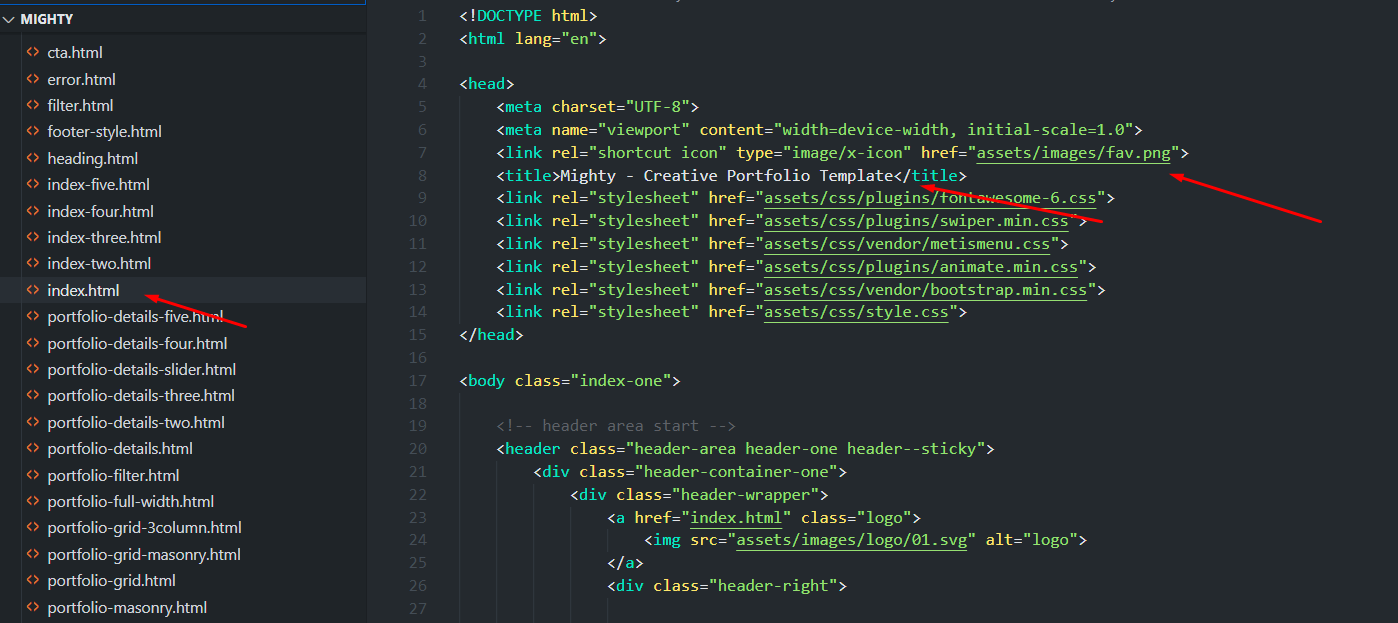 MIGHTY
cta.html
error.html
filter.html
footer-style.html
heading.html
index-five.html
index-four.html
index-three.html
index-two.html
index.html
portfolio-details-five.html
portfolio-details-four.html
portfolio-details-slider.html
portfolio-details-three.html
portfolio-details-two.html
portfolio-details.html
portfolio-filter.html
portfolio-full-width.html
portfolio-grid-3column.html
portfolio-grid-masonry.html
portfolio-grid.html
portfolio-masonry.html
1 <!DOCTYPE html>
2 <html lang="en">
3
4 <head>
5 <meta charset="UTF-8">
6 <meta name="viewport" content="width=device-width, initial-scale=1.0">
7 <link rel="shortcut icon" type="image/x-icon" href="assets/images/fav.png">
8 <title>Mighty - Creative Portfolio Template</title>
9 <link rel="stylesheet" href="assets/css/plugins/fontawesome-6.css">
10 <link rel="stylesheet" href="assets/css/plugins/swiper.min.css">
11 <link rel="stylesheet" href="assets/css/vendor/metismenu.css">
12 <link rel="stylesheet" href="assets/css/plugins/animate.min.css">
13 <link rel="stylesheet" href="assets/css/vendor/bootstrap.min.css">
14 <link rel="stylesheet" href="assets/css/style.css">
15 </head>
16
17 <body class="index-one">
18
19 <!-- header area start -->
20 <header class="header-area header-one header--sticky">
21 <div class="header-container-one">
22 <div class="header-wrapper">
23 <a href="index.html" class="logo">
24 <img src="assets/images/logo/01.svg" alt="logo">
25 </a>
26 <div class="header-right">
27